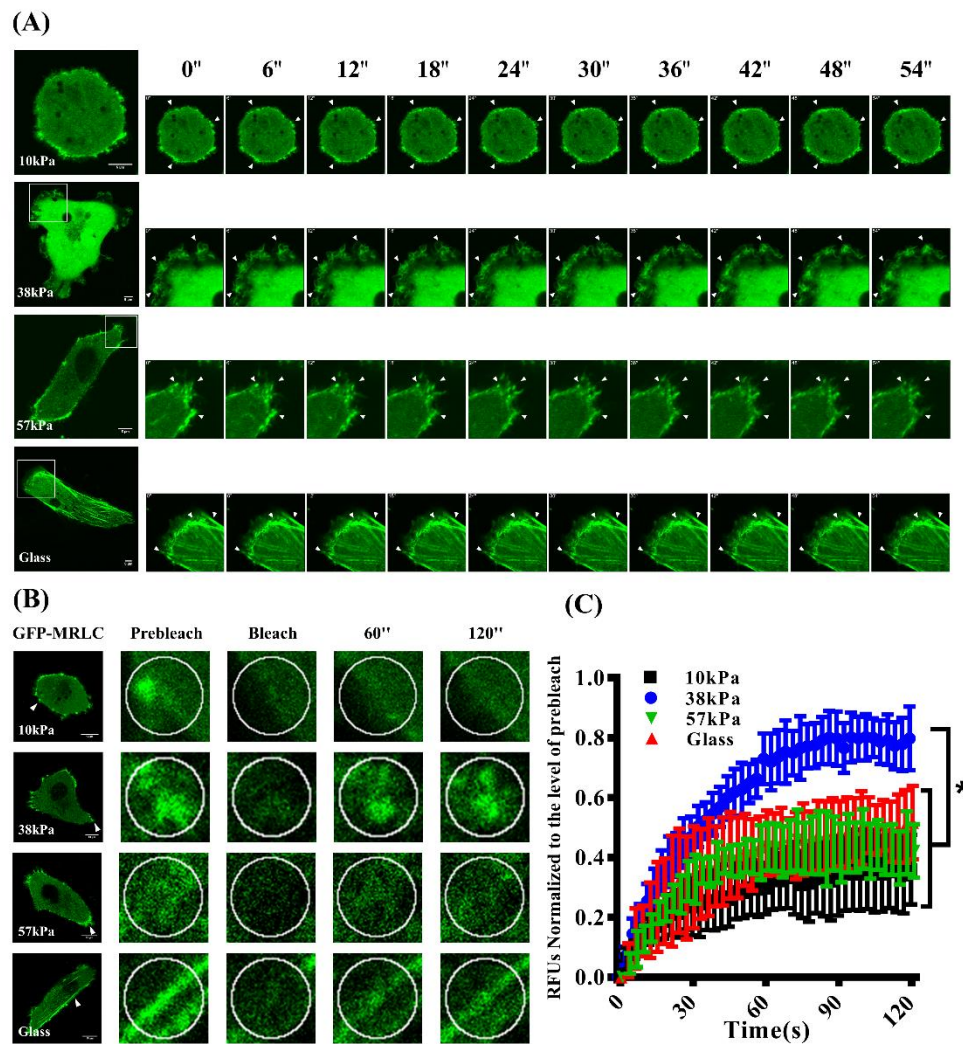 (A)
0" 6" 12" 18" 24" 30" 36" 42" 48" 54"
10kPa
38kPa
57kPa
Glass
(B)
GFP-MRLC Prebleach Bleach 60'' 120''
10kPa
38kPa
57kPa
Glass
(C)
RFUs Normalized to the level of prebleach
1.0
0.8
0.6
0.4
0.2
0.0
10kPa
38kPa
57kPa
Glass
*
0 30 60 90 120
Time(s)